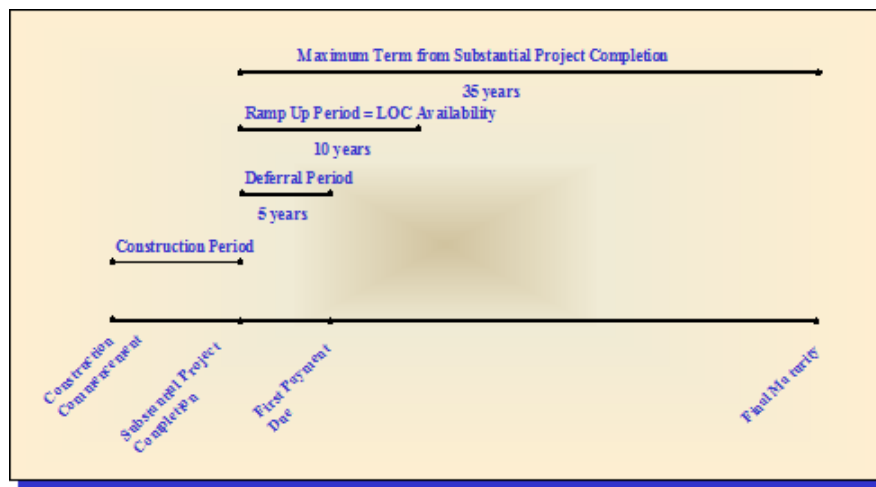 Maximum Term from Substantial Project Completion
35 years
Ramp Up Period = LOC Availability
10 years
Deferral Period
5 years
Construction Period
Construction
Commencement
Substantial Project
Completion
First Payment
Due
Final Maturity